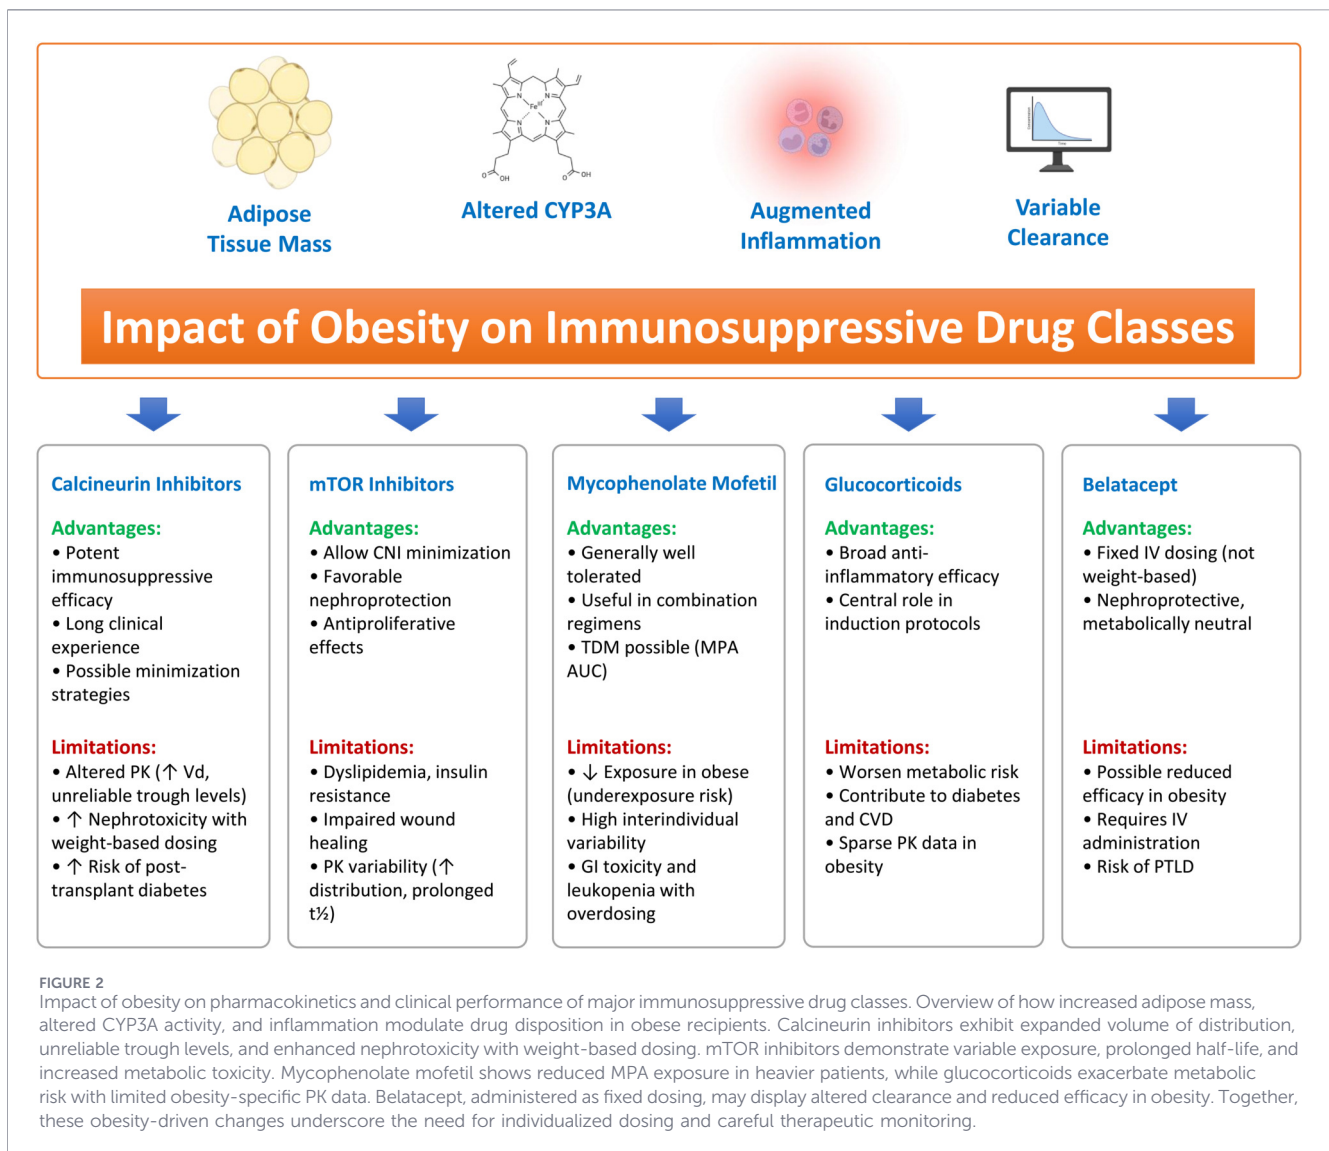 Adipose
Tissue Mass
Altered CYP3A
Augmented
Inflammation
Variable
Clearance
N
N
Fe
III
N
N
O
OH
O
OH
Concentration
Time
Impact of Obesity on Immunosuppressive Drug Classes
Calcineurin Inhibitors
Advantages:
• Potent
immunosuppressive
efficacy
• Long clinical
experience
• Possible minimization
strategies
Limitations:
• Altered PK (↑ Vd,
unreliable trough levels)
• ↑ Nephrotoxicity with
weight-based dosing
• ↑ Risk of post-
transplant diabetes
mTOR Inhibitors
Advantages:
• Allow CNI minimization
• Favorable
nephroprotection
• Antiproliferative
effects
Limitations:
• Dyslipidemia, insulin
resistance
• Impaired wound
healing
• PK variability (↑
distribution, prolonged
t½)
Mycophenolate Mofetil
Advantages:
• Generally well
tolerated
• Useful in combination
regimens
• TDM possible (MPA
AUC)
Limitations:
• ↓ Exposure in obese
(underexposure risk)
• High interindividual
variability
• GI toxicity and
leukopenia with
overdosing
Glucocorticoids
Advantages:
• Broad anti-
inflammatory efficacy
• Central role in
induction protocols
Limitations:
• Worsen metabolic risk
• Contribute to diabetes
and CVD
• Sparse PK data in
obesity
Belatacept
Advantages:
• Fixed IV dosing (not
weight-based)
• Nephroprotective,
metabolically neutral
Limitations:
• Possible reduced
efficacy in obesity
• Requires IV
administration
• Risk of PTLD
FIGURE 2
Impact of obesity on pharmacokinetics and clinical performance of major immunosuppressive drug classes. Overview of how increased adipose mass,
altered CYP3A activity, and inflammation modulate drug disposition in obese recipients. Calcineurin inhibitors exhibit expanded volume of distribution,
unreliable trough levels, and enhanced nephrotoxicity with weight-based dosing. mTOR inhibitors demonstrate variable exposure, prolonged half-life, and
increased metabolic toxicity. Mycophenolate mofetil shows reduced MPA exposure in heavier patients, while glucocorticoids exacerbate metabolic
risk with limited obesity-specific PK data. Belatacept, administered as fixed dosing, may display altered clearance and reduced efficacy in obesity. Together,
these obesity-driven changes underscore the need for individualized dosing and careful therapeutic monitoring.